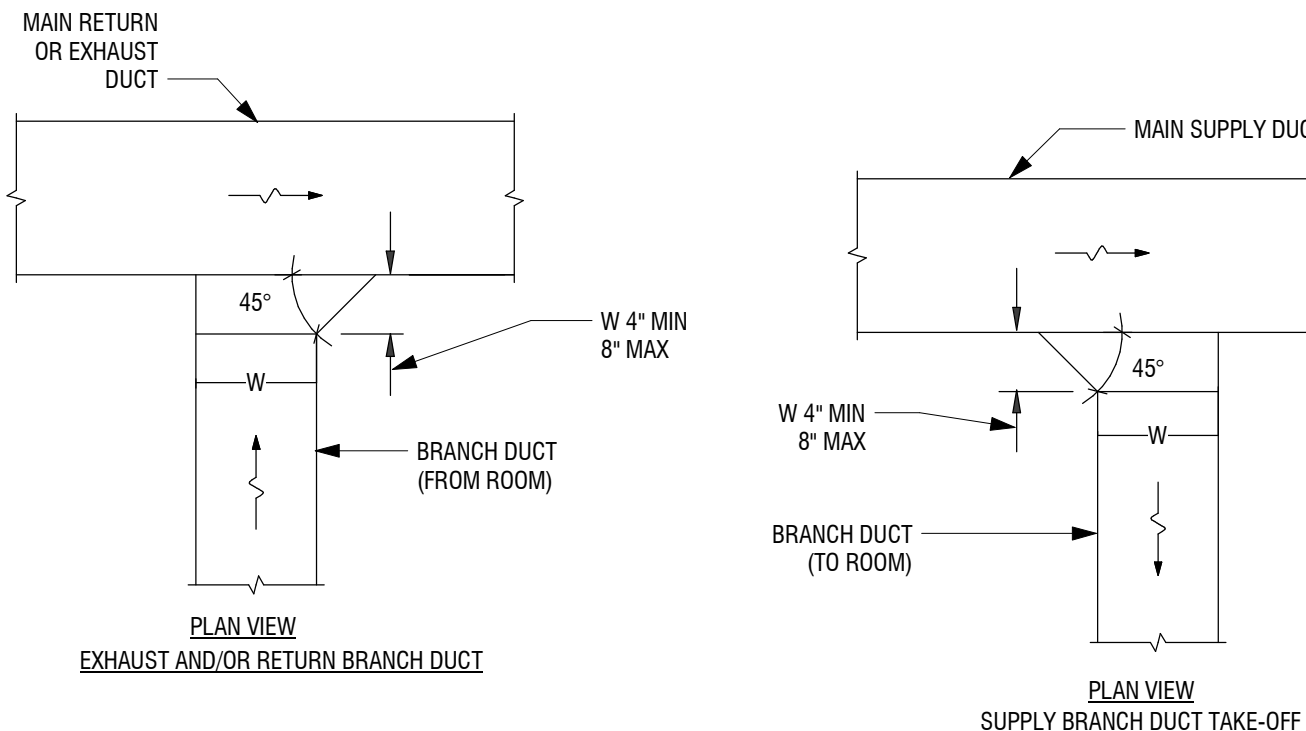 MAIN RETURN
OR EXHAUST
DUCT
45°
W 4" MIN
8" MAX
W
BRANCH DUCT
(FROM ROOM)
PLAN VIEW
EXHAUST AND/OR RETURN BRANCH DUCT
MAIN SUPPLY DUC
45°
W 4" MIN
8" MAX
W
BRANCH DUCT
(TO ROOM)
PLAN VIEW
SUPPLY BRANCH DUCT TAKE-OFF